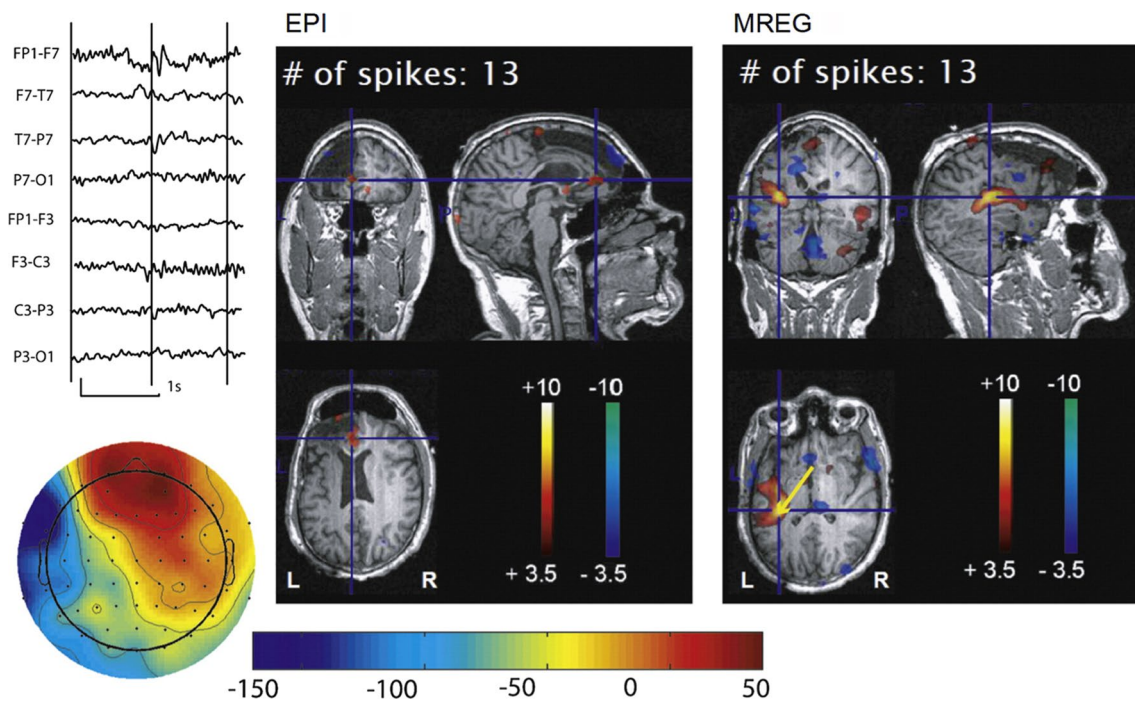 EPI
MREG
# of spikes: 13
# of spikes: 13
FP1-F7
F7-T7
T7-P7
P7-O1
FP1-F3
F3-C3
C3-P3
P3-O1
1s
P
P
L
+10
-10
+ 3.5
- 3.5
L
R
+10
-10
+ 3.5
- 3.5
L
R
-150
-100
-50
0
50